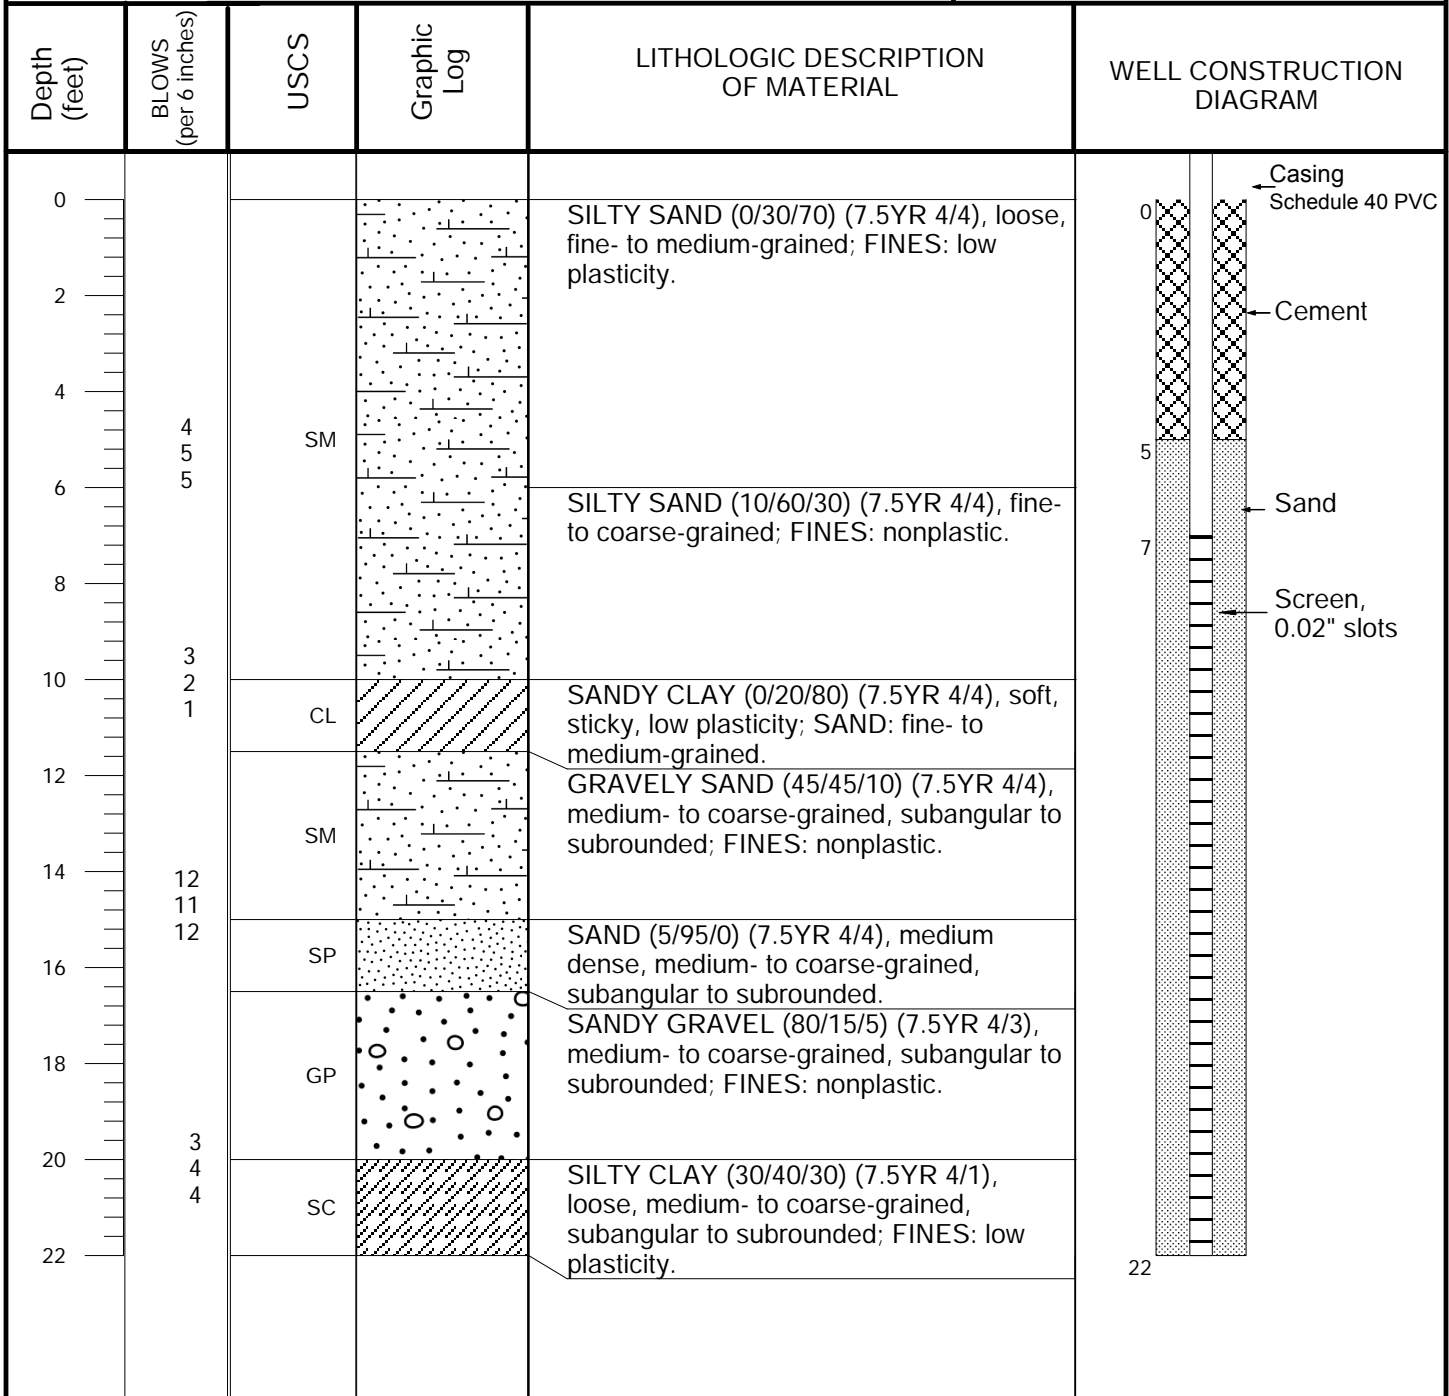 Depth
(feet)
BLOWS
(per 6 inches)
USCS
Graphic
Log
LITHOLOGIC DESCRIPTION
OF MATERIAL
WELL CONSTRUCTION
DIAGRAM
0
2
4
6
8
10
12
14
16
18
20
22
4
5
5
3
2
1
12
11
12
3
4
4
SM
CL
SM
SP
GP
SC
SILTY SAND (0/30/70) (7.5YR 4/4), loose,
fine- to medium-grained; FINES: low
plasticity.
SILTY SAND (10/60/30) (7.5YR 4/4), fine-
to coarse-grained; FINES: nonplastic.
SANDY CLAY (0/20/80) (7.5YR 4/4), soft,
sticky, low plasticity; SAND: fine- to
medium-grained.
GRAVELY SAND (45/45/10) (7.5YR 4/4),
medium- to coarse-grained, subangular to
subrounded; FINES: nonplastic.
SAND (5/95/0) (7.5YR 4/4), medium
dense, medium- to coarse-grained,
subangular to subrounded.
SANDY GRAVEL (80/15/5) (7.5YR 4/3),
medium- to coarse-grained, subangular to
subrounded; FINES: nonplastic.
SILTY CLAY (30/40/30) (7.5YR 4/1),
loose, medium- to coarse-grained,
subangular to subrounded; FINES: low
plasticity.
Casing
Schedule 40 PVC
0
Cement
5
Sand
7
Screen,
0.02" slots
22